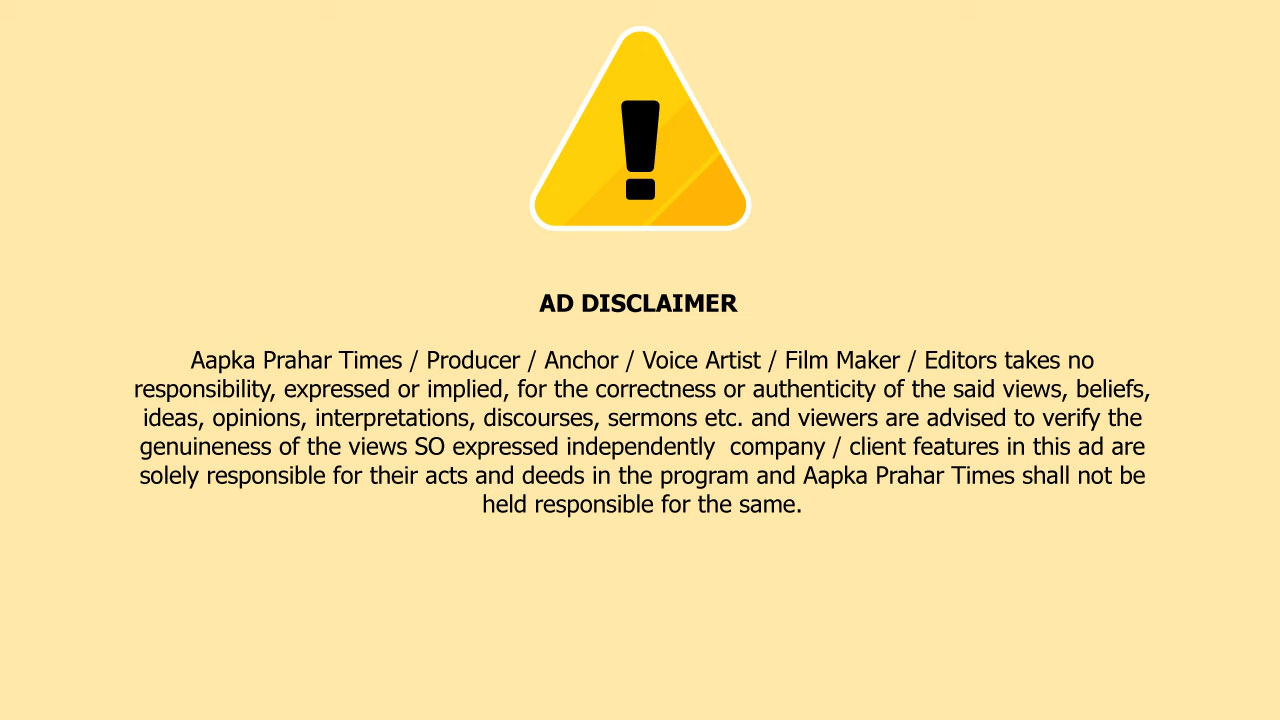 AD DISCLAIMER
Aapka Prahar Times / Producer / Anchor / Voice Artist / Film Maker / Editors takes no
responsibility, expressed or implied, for the correctness or authenticity of the said views, beliefs,
ideas, opinions, interpretations, discourses, sermons etc. and viewers are advised to verify the
genuineness of the views SO expressed independently  company / client features in this ad are
solely responsible for their acts and deeds in the program and Aapka Prahar Times shall not be
held responsible for the same.